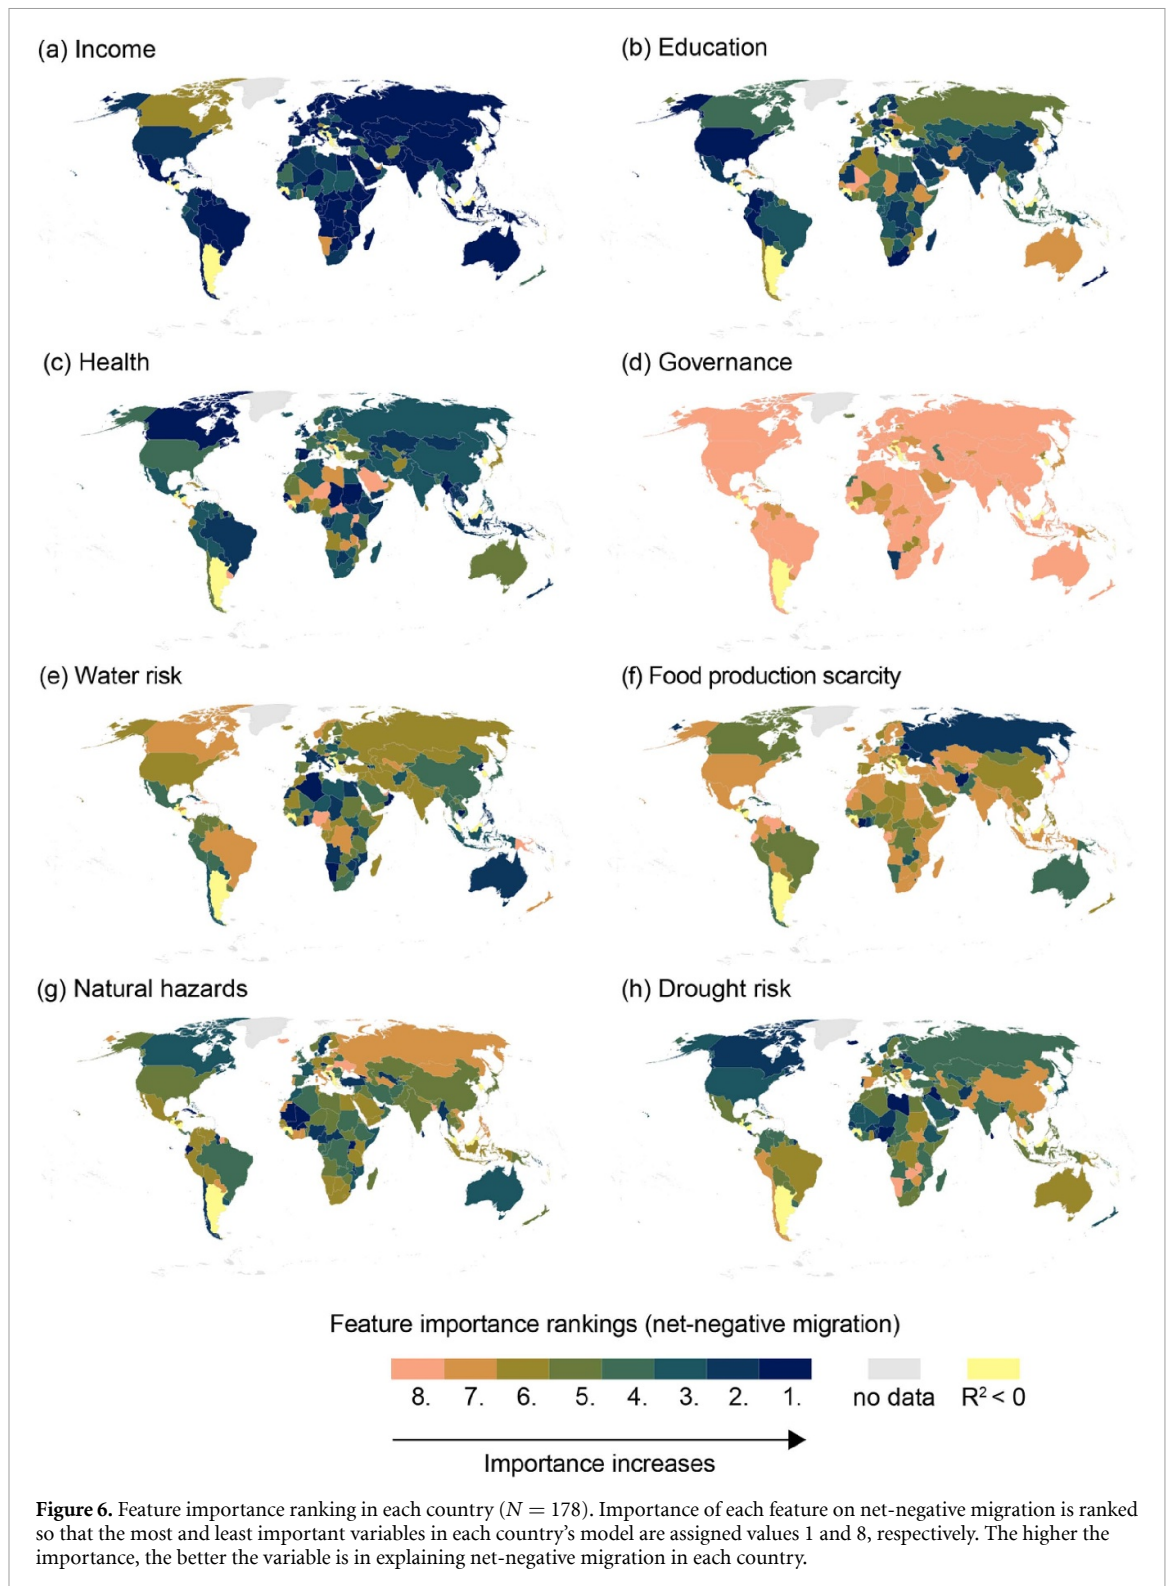 (a) Income
(b) Education
(c) Health
(d) Governance
(e) Water risk
(f) Food production scarcity
(g) Natural hazards
(h) Drought risk
Feature importance rankings (net-negative migration)
8. 7. 6. 5. 4. 3. 2. 1. no data R² < 0
Importance increases
Figure 6. Feature importance ranking in each country (N = 178). Importance of each feature on net-negative migration is ranked
so that the most and least important variables in each country's model are assigned values 1 and 8, respectively. The higher the
importance, the better the variable is in explaining net-negative migration in each country.